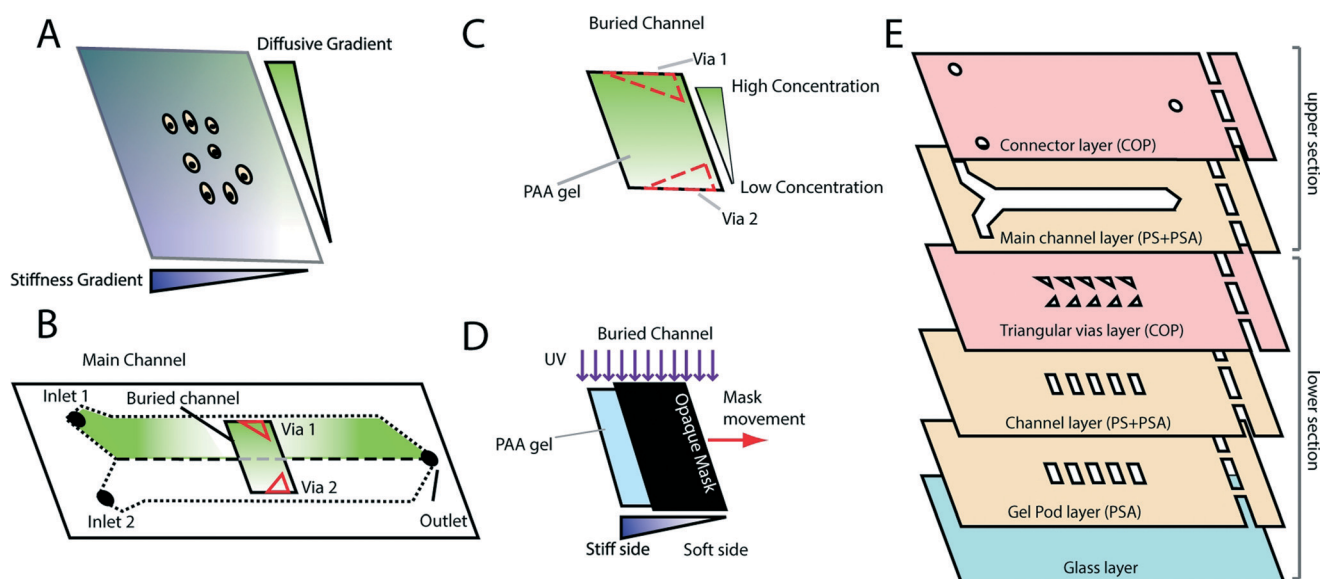 A
Diffusive Gradient
Stiffness Gradient
B
Main Channel
Inlet 1
Buried channel
Via 1
Via 2
Inlet 2
Outlet
C
Buried Channel
Via 1
High Concentration
PAA gel
Low Concentration
Via 2
D
Buried Channel
UV
Mask
movement
PAA gel
Opaque Mask
Stiff side
Soft side
E
Connector layer (COP)
Main channel layer (PS+PSA)
Triangular vias layer (COP)
Channel layer (PS+PSA)
Gel Pod layer (PSA)
Glass layer
upper section
lower section